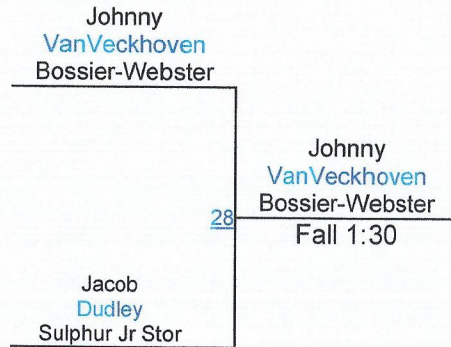 Johnny
VanVeckhoven
Bossier-Webster
Johnny
VanVeckhoven
Bossier-Webster
28
Fall 1:30
Jacob
Dudley
Sulphur Jr Stor